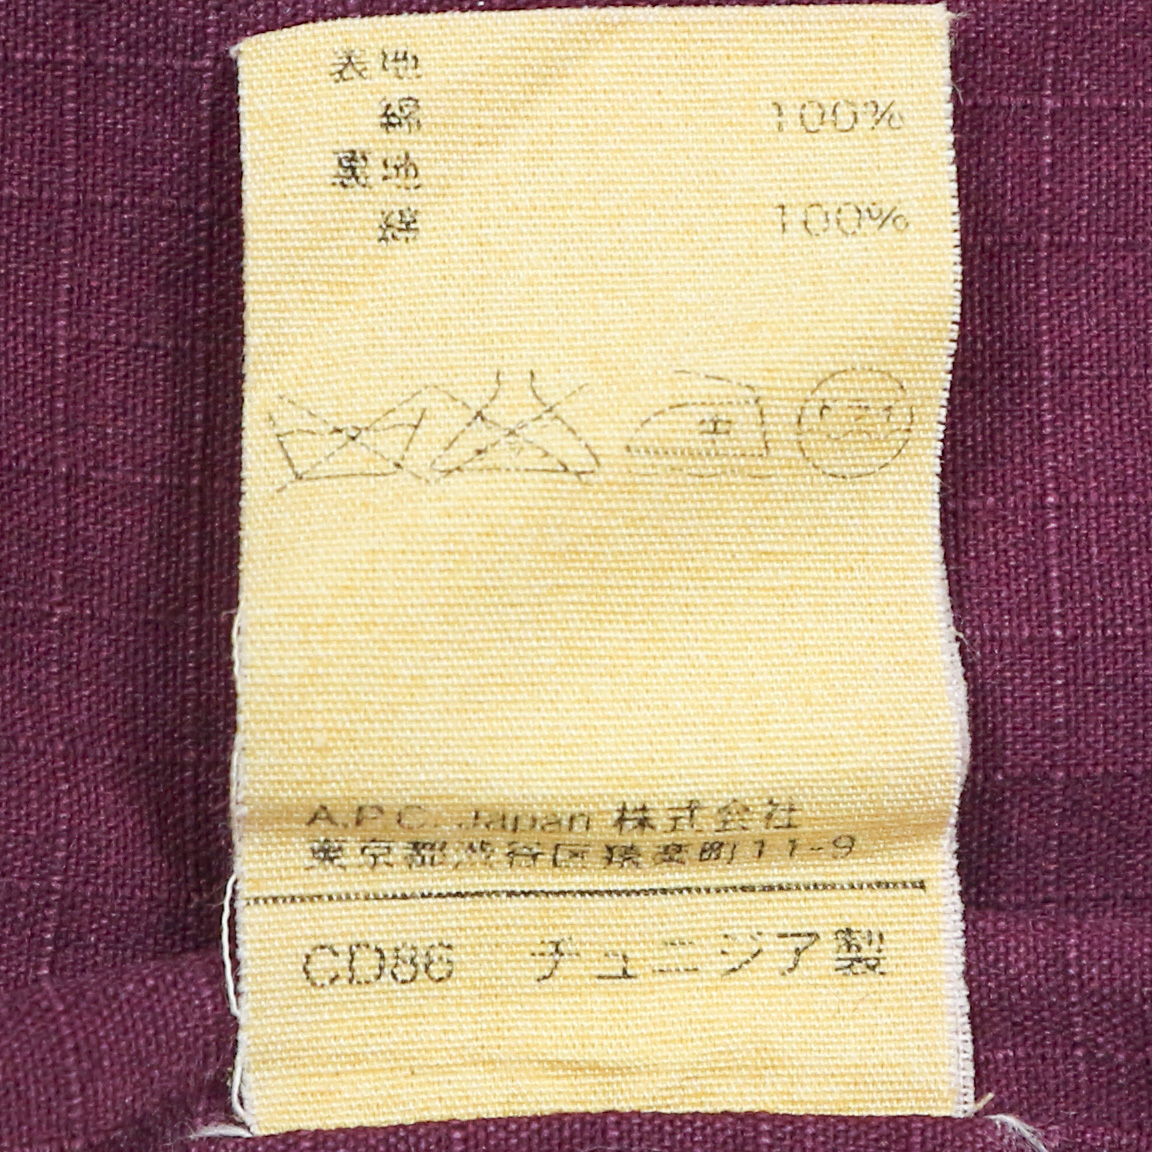 表地
綿 100%
裏地
綿 100%
中
A.P.C. Japan 株式会社
東京都渋谷区猿楽町11-9
CD86 チュニジア製